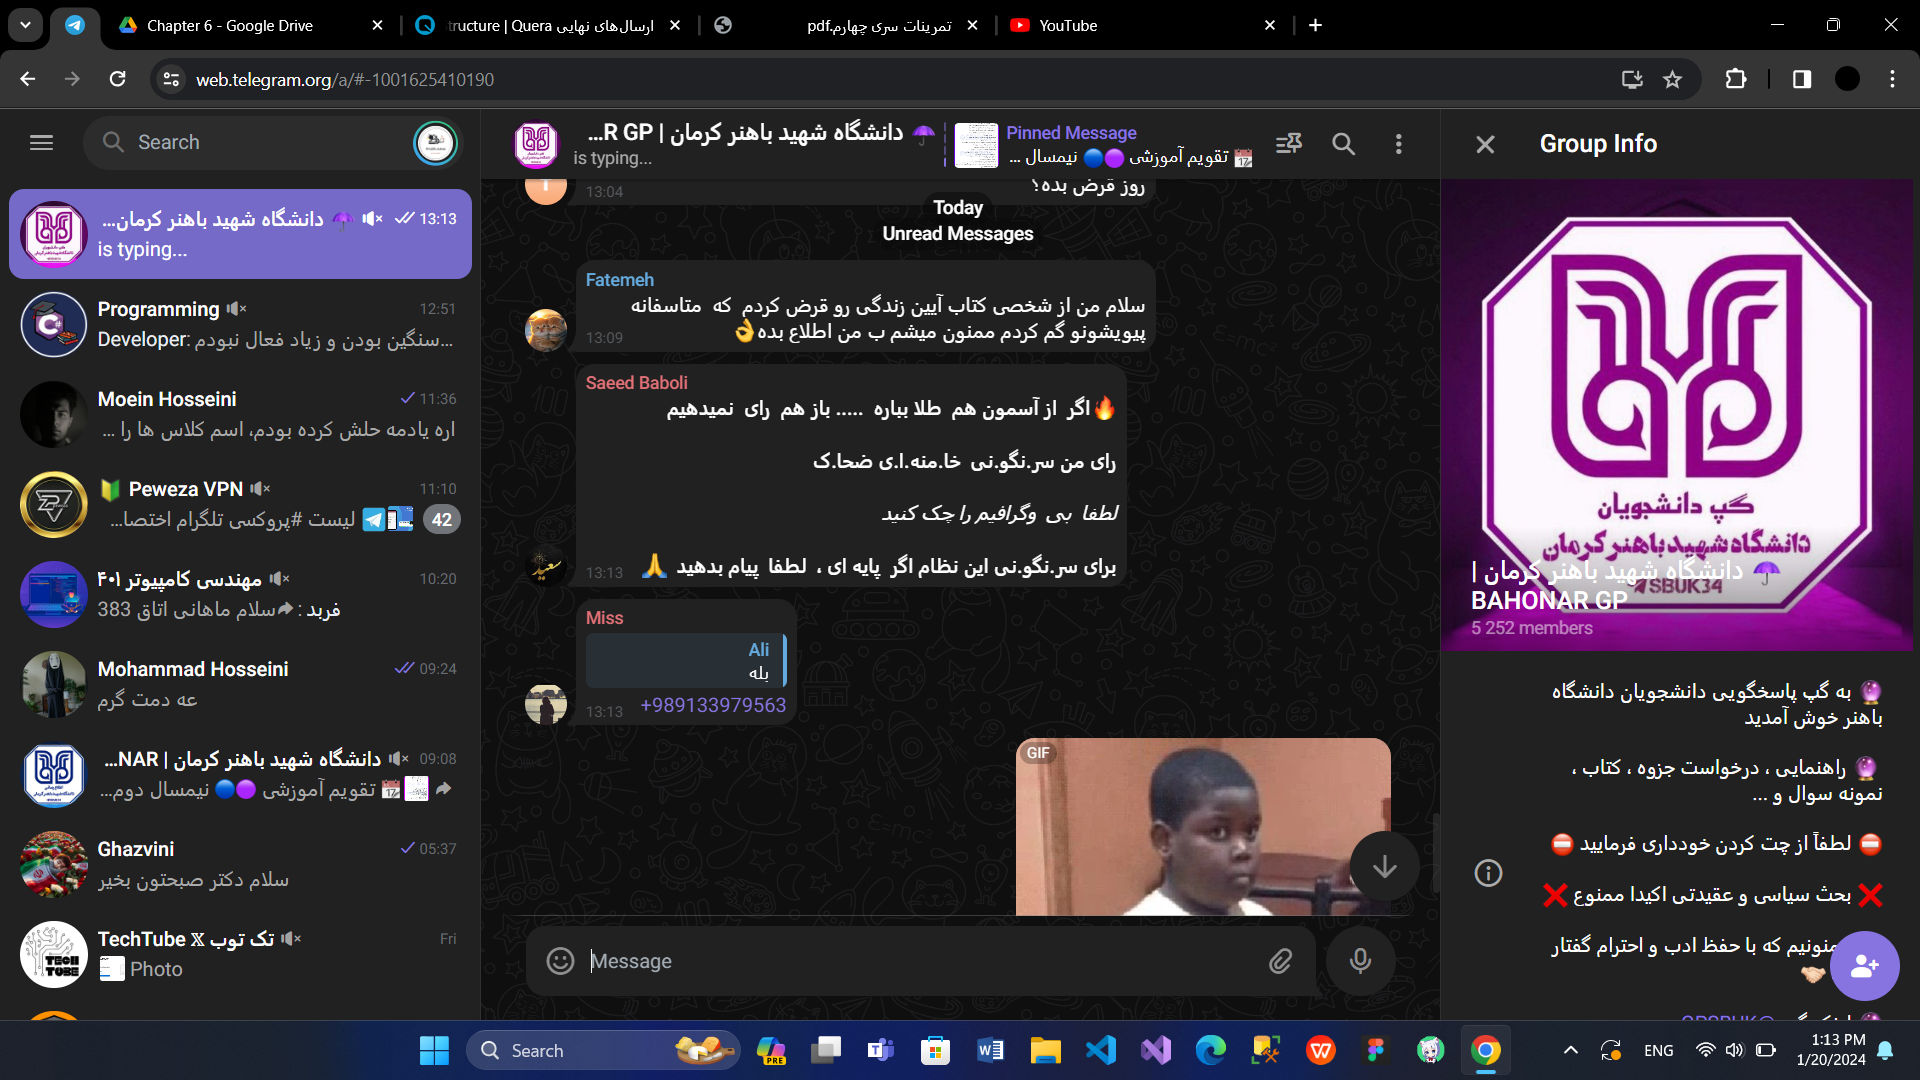 Chapter 6 - Google Drive
ارسال‌های نهایی tructure | Quera
تمرینات سری چهارم.pdf
YouTube
web.telegram.org/a/#-1001625410190
Search
دانشگاه شهید باهنر کرمان...
13:13
is typing...
Programming
12:51
Developer: سنگین بودن و زیاد فعال نبودم...
Moein Hosseini
11:36
اره یادمه حلش کرده بودم، اسم کلاس ها را ...
Peweza VPN
11:10
لیست #پروکسی تلگرام اختصا...
42
مهندسی کامپیوتر ۴۰۱
10:20
فربد : سلام ماهانی اتاق 383
Mohammad Hosseini
09:24
عه دمت گرم
دانشگاه شهید باهنر کرمان | NAR...
09:08
تقویم آموزشی 🟣🔵 نیمسال دوم...
Ghazvini
05:37
سلام دکتر صبحتون بخیر
TechTube 𝕏 تک توب
Fri
Photo
دانشگاه شهید باهنر کرمان | R GP...
is typing...
Pinned Message
📅 تقویم آموزشی 🟣🔵 نیمسال ...
روز قرض بده؟
13:04
Today
Unread Messages
Fatemeh
سلام من از شخصی کتاب آیین زندگی رو قرض کردم که متاسفانه
پیویشونو گم کردم ممنون میشم ب من اطلاع بده👌
13:09
Saeed Baboli
🔥اگر از آسمون هم طلا بباره ..... باز هم رای نمیدهیم
رای من سر.نگو.نی خا.منه.ا.ی ضحا.ک
لطفا بی وگرافیم را چک کنید
برای سر.نگو.نی این نظام اگر پایه ای ، لطفا پیام بدهید 🙏
13:13
Miss
Ali
بله
+989133979563
13:13
GIF
Message
Group Info
گپ دانشجویان
دانشگاه شهید باهنر کرمان
SBUK34
☂️ دانشگاه شهید باهنر کرمان |
BAHONAR GP
5 252 members
🔮 به گپ پاسخگویی دانشجویان دانشگاه
باهنر خوش آمدید
🔮 راهنمایی ، درخواست جزوه ، کتاب ،
نمونه سوال و ...
⛔ لطفاً از چت کردن خودداری فرمایید ⛔
❌ بحث سیاسی و عقیدتی اکیدا ممنوع ❌
منونیم که با حفظ ادب و احترام گفتار
Search
PRE
ENG
1:13 PM
1/20/2024